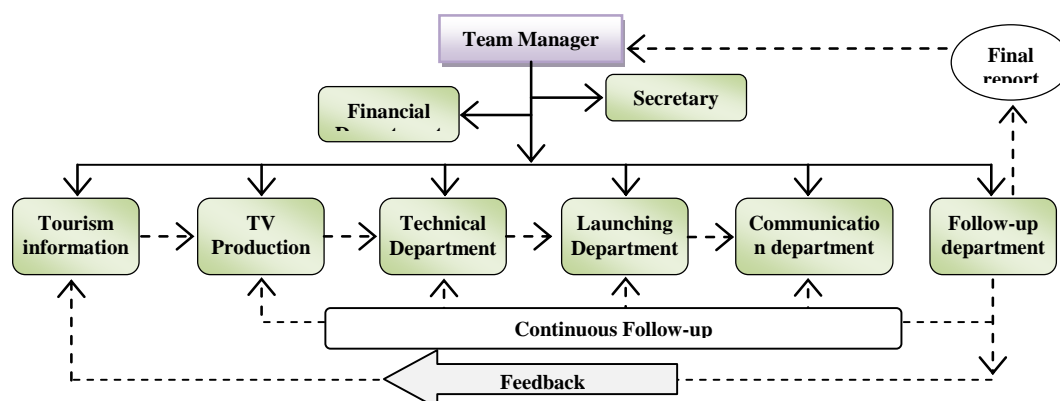 Team Manager
Final
report
Financial
Secretary
Tourism
information
TV
Production
Technical
Department
Launching
Department
Communicatio
n department
Follow-up
department
Continuous Follow-up
Feedback